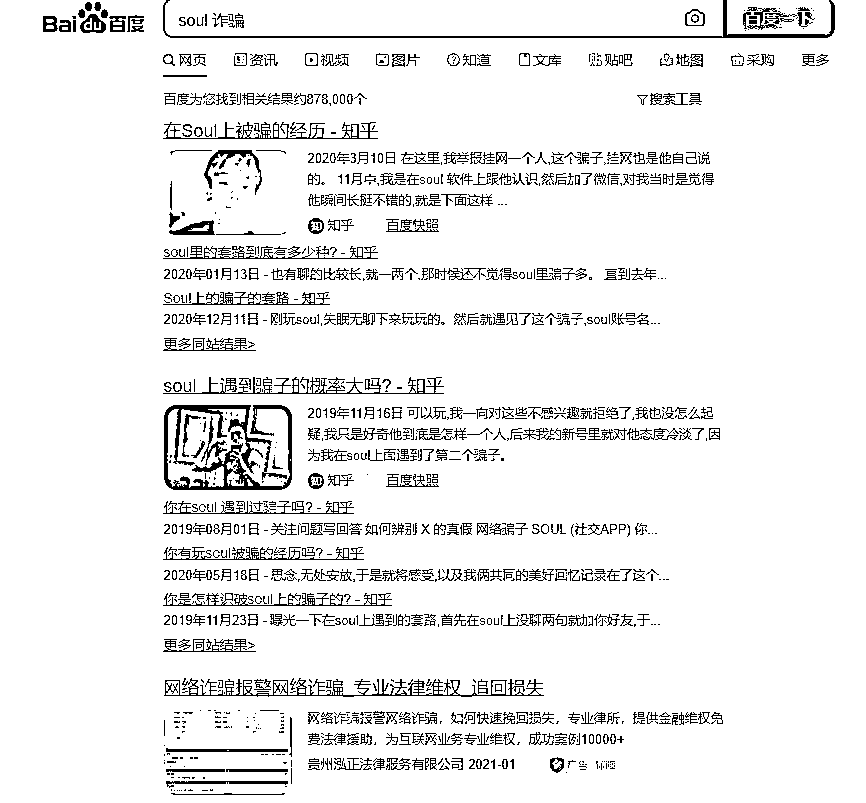 Bai du 百度
soul 诈骗
百度一下
网页 资讯 视频 图片 知道 文库 贴吧 地图 采购 更多
百度为您找到相关结果约878,000个
搜索工具
在Soul上被骗的经历 - 知乎
2020年3月10日 在这里,我举报挂网一个人,这个骗子,挂网也是他自己说
的。 11月点,我是在soul 软件上跟他认识,然后加了微信,对我当时是觉得
他瞬间长挺不错的,就是下面这样 ...
知 知乎 百度快照
soul里的套路到底有多少种? - 知乎
2020年01月13日 - 也有聊的比较长,就一两个,那时候还不觉得soul里骗子多。 直到去年...
Soul上的骗子的套路 - 知乎
2020年12月11日 - 刚玩soul,失眠无聊下来玩玩的。然后就遇见了这个骗子,soul账号名...
更多同站结果>
soul 上遇到骗子的概率大吗? - 知乎
2019年11月16日 可以玩,我一向对这些不感兴趣就拒绝了,我也没怎么起
疑,我只是好奇他到底是怎样一个人,后来我的新号里就对他态度冷淡了,因
为我在soul上面遇到了第二个骗子。
知 知乎 百度快照
你在soul 遇到过骗子吗? - 知乎
2019年08月01日 - 关注问题写回答 如何辨别 X 的真假 网络骗子 SOUL (社交APP) 你...
你有玩soul被骗的经历吗? - 知乎
2020年05月18日 - 思念,无处安放,于是就将感受,以及我俩共同的美好回忆记录在了这个...
你是怎样识破soul上的骗子的? - 知乎
2019年11月23日 - 曝光一下在soul上遇到的套路,首先在soul上没聊两句就加你好友,于...
更多同站结果>
网络诈骗报警网络诈骗_专业法律维权_追回损失
网络诈骗报警网络诈骗，如何快速挽回损失，专业律所，提供金融维权免
费法律援助，为互联网业务专业维权，成功案例10000+
贵州泓正法律服务有限公司 2021-01 广告